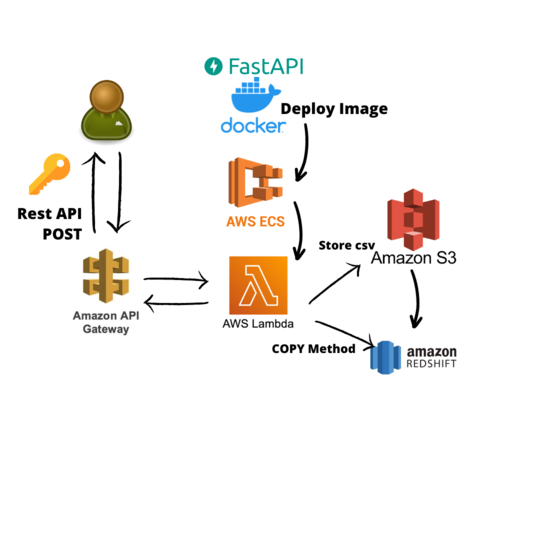 FastAPI
docker
Deploy Image
AWS ECS
Rest API
POST
Store csv
Amazon S3
Amazon API
Gateway
AWS Lambda
COPY Method
amazon
REDSHIFT